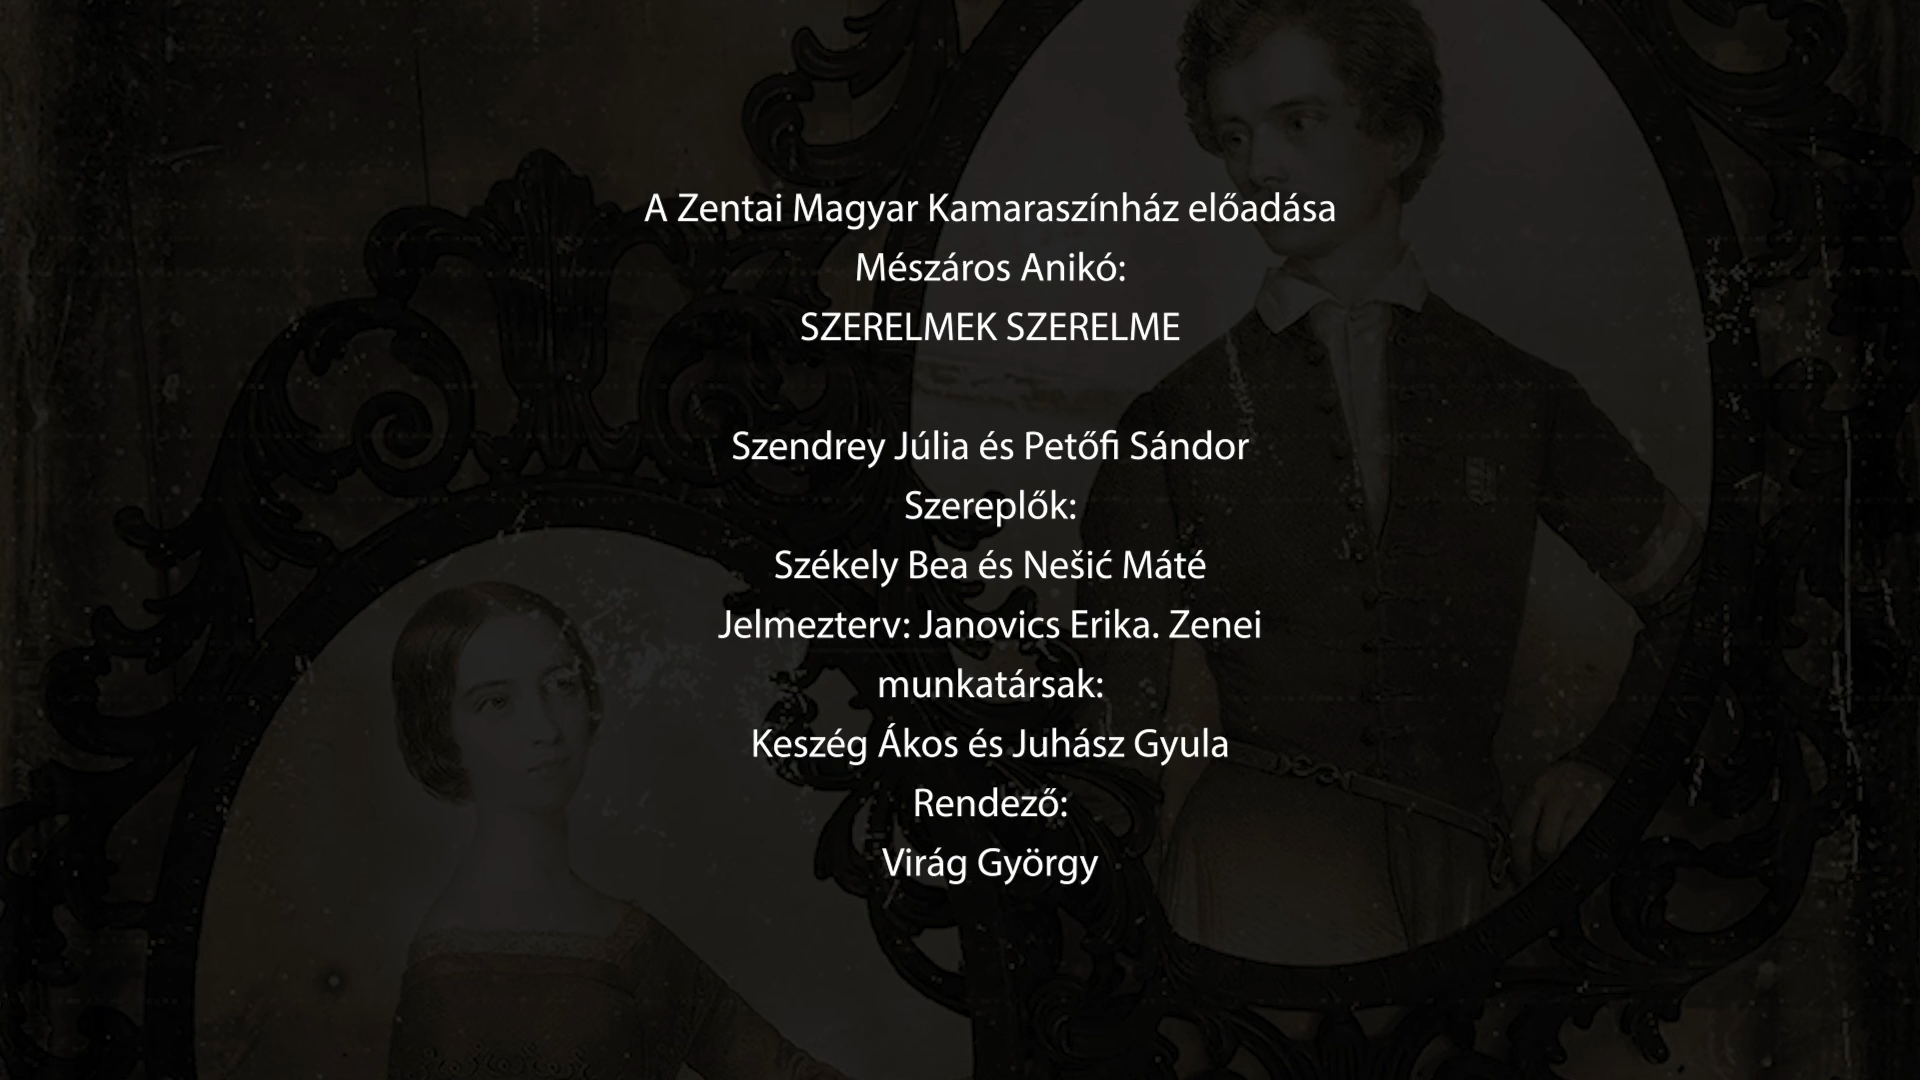 A Zentai Magyar Kamaraszínház előadása
Mészáros Anikó:
SZERELMEK SZERELME
Szendrey Júlia és Petőfi Sándor
Szereplők:
Székely Bea és Nešić Máté
Jelmezterv: Janovics Erika. Zenei
munkatársak:
Keszég Ákos és Juhász Gyula
Rendező:
Virág György